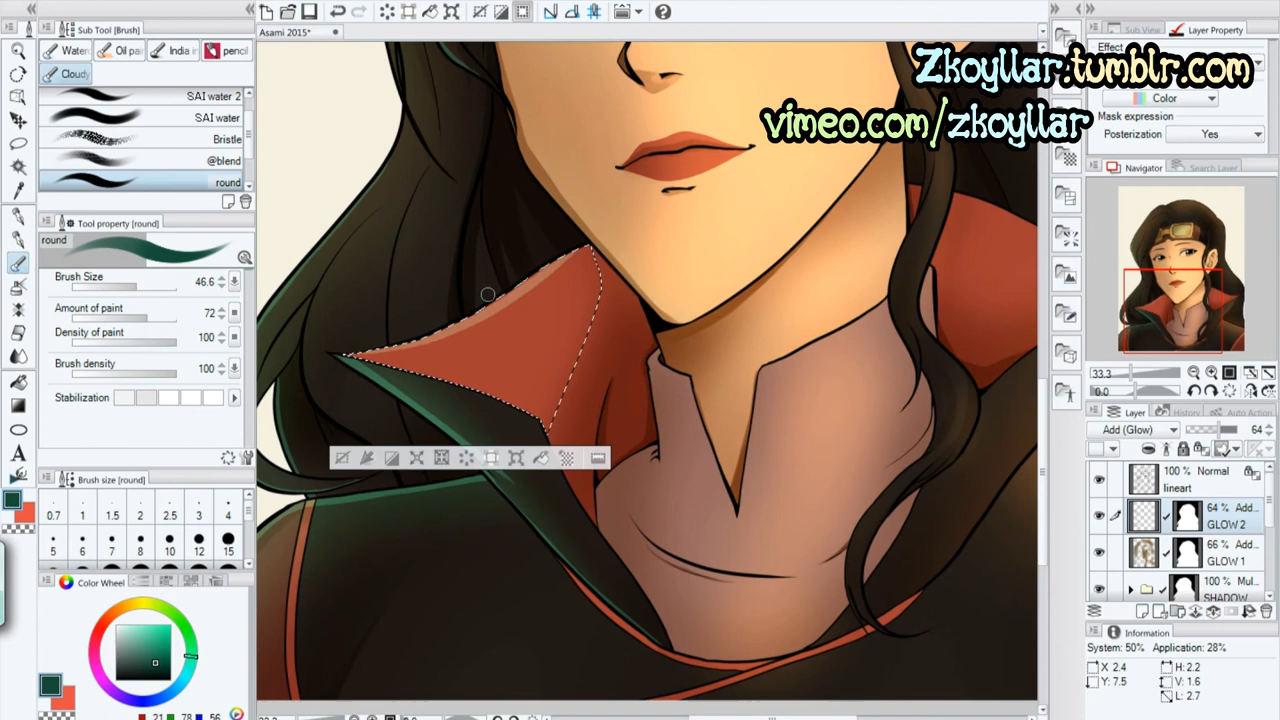 Sub Tool [Brush]
Oil pai
India i
pencil
Cloudy
SAI water 2
SAI water
Bristle
@blend
round
Tool property [round]
round
Brush Size 46.6
Amount of paint 72
Density of paint 100
Brush density 100
Stabilization
Brush size [round]
0.7 1 1.5 2 2.5 3 4
5 6 7 8 10 12 15
Color Wheel
21 78 56
Asami 2015*
Zkoyllar.tumblr.com
vimeo.com/zkoyllar
Sub View
Layer Property
Effect
Color
Mask expression
Posterization Yes
Navigator
Search Layer
33.3
0.0
Layer
History
Auto Action
Add (Glow) 64
100 % Normal
lineart
64 % Add...
GLOW 2
66 % Add...
GLOW 1
100 % Mul...
SHADOW
Information
System: 50% Application: 28%
X 2.4 H: 2.2
Y: 7.5 V: 1.6
L: 2.7